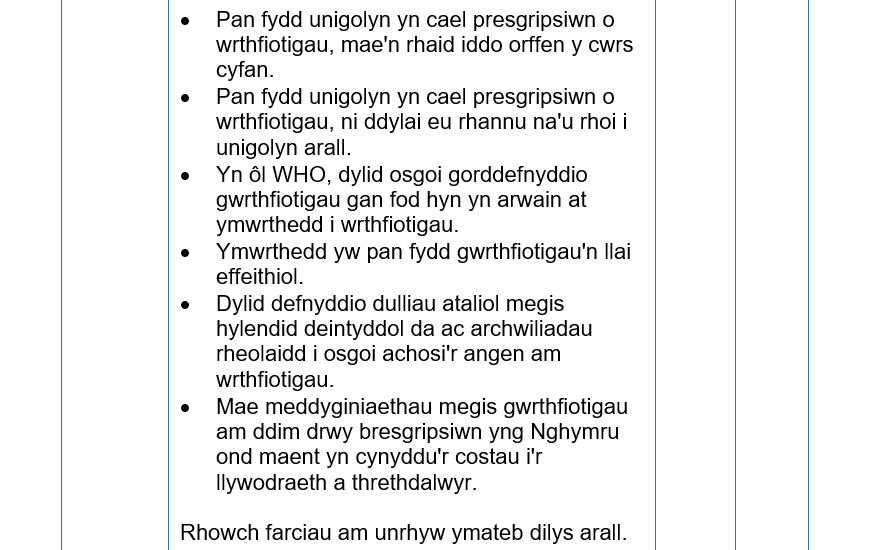 • Pan fydd unigolyn yn cael presgripsiwn o
wrthfiotigau, mae'n rhaid iddo orffen y cwrs
cyfan.
• Pan fydd unigolyn yn cael presgripsiwn o
wrthfiotigau, ni ddylai eu rhannu na'u rhoi i
unigolyn arall.
• Yn ôl WHO, dylid osgoi gorddefnyddio
gwrthfiotigau gan fod hyn yn arwain at
ymwrthedd i wrthfiotigau.
• Ymwrthedd yw pan fydd gwrthfiotigau'n llai
effeithiol.
• Dylid defnyddio dulliau ataliol megis
hylendid deintyddol da ac archwiliadau
rheolaidd i osgoi achosi'r angen am
wrthfiotigau.
• Mae meddyginiaethau megis gwrthfiotigau
am ddim drwy bresgripsiwn yng Nghymru
ond maent yn cynyddu'r costau i'r
llywodraeth a threthdalwyr.
Rhowch farciau am unrhyw ymateb dilys arall.